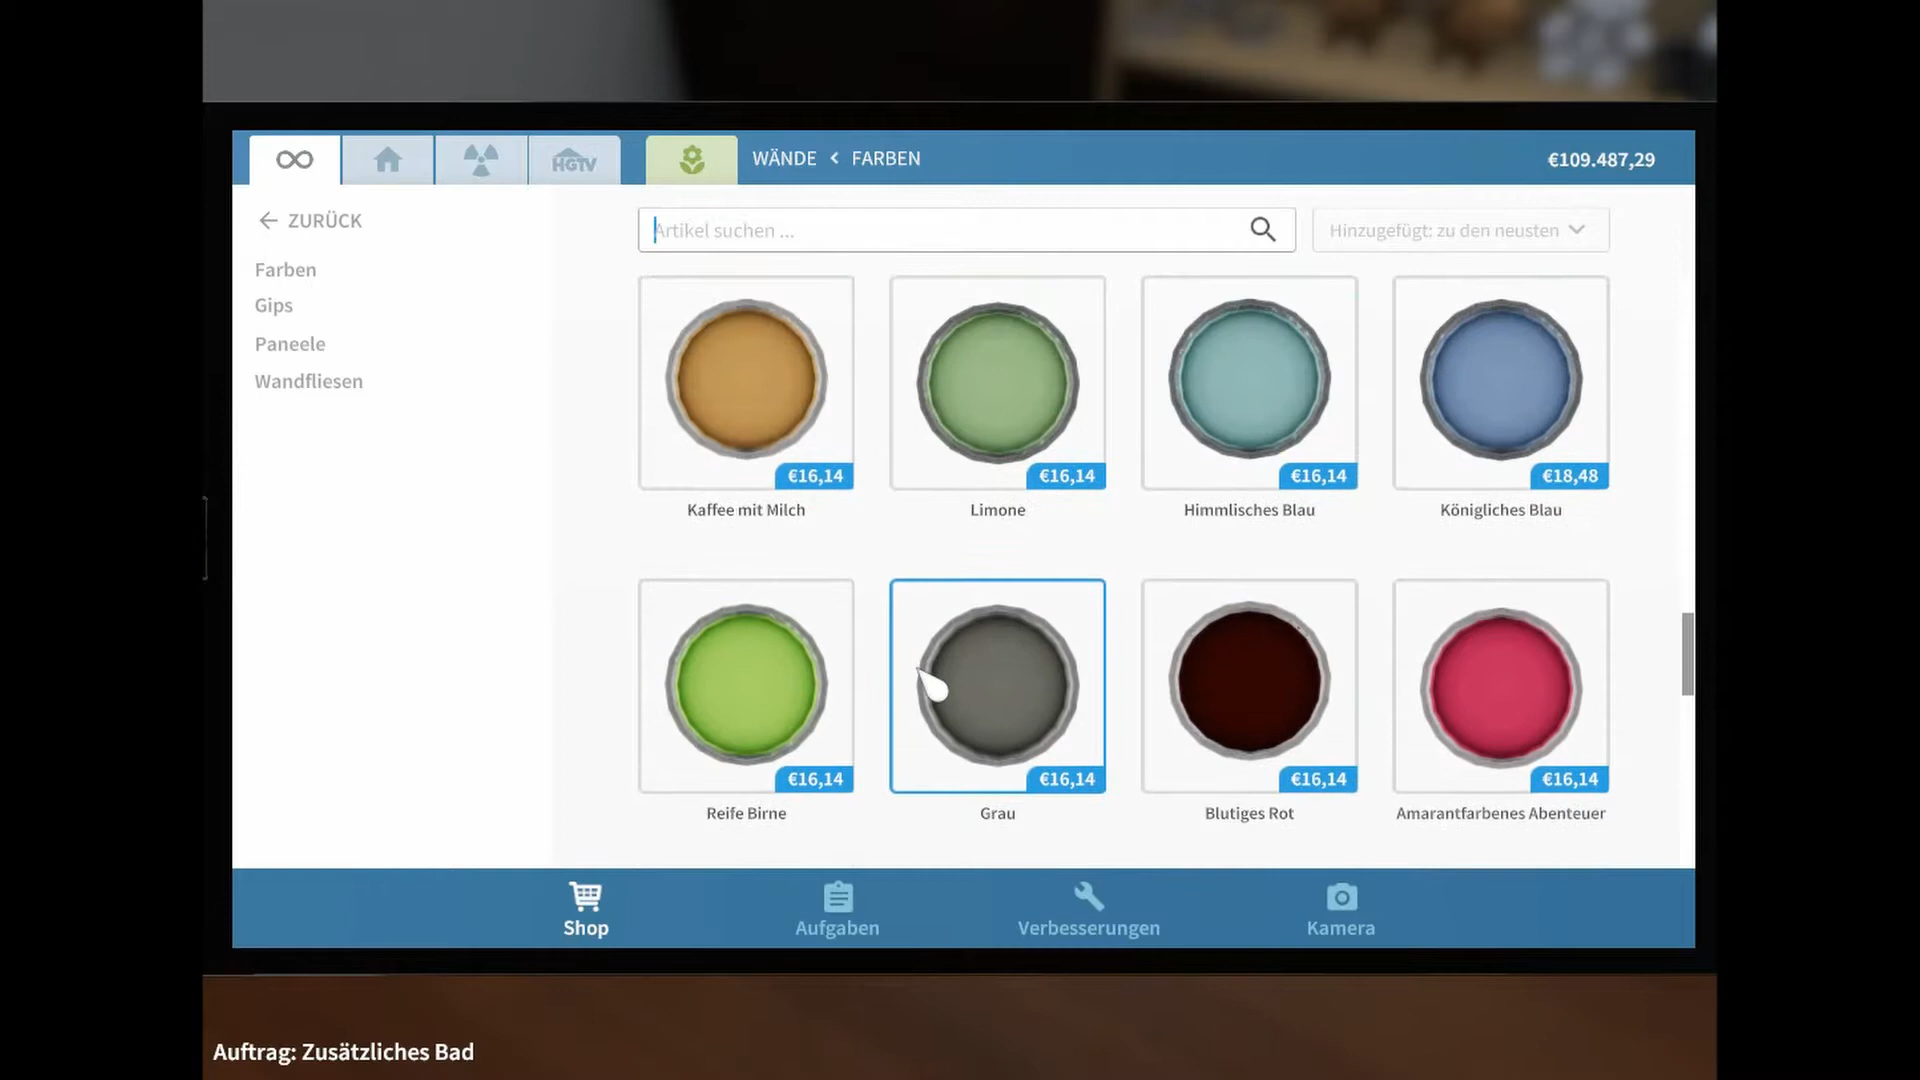 HGTV
WÄNDE < FARBEN
€109.487,29
ZURÜCK
Artikel suchen ...
Hinzugefügt: zu den neusten
Farben
Gips
Paneele
Wandfliesen
€16,14
€16,14
€16,14
€18,48
Kaffee mit Milch
Limone
Himmlisches Blau
Königliches Blau
€16,14
€16,14
€16,14
€16,14
Reife Birne
Grau
Blutiges Rot
Amarantfarbenes Abenteuer
Shop
Aufgaben
Verbesserungen
Kamera
Auftrag: Zusätzliches Bad